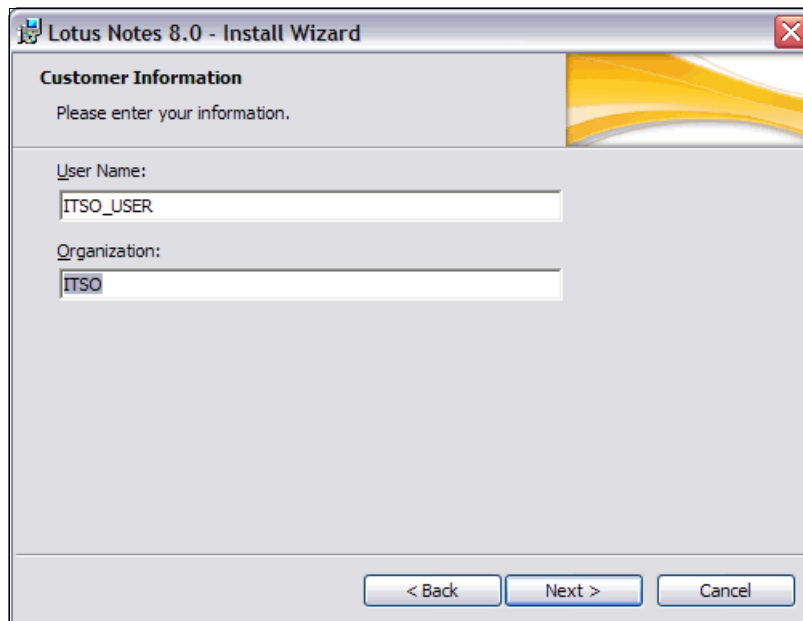 Lotus Notes 8.0 - Install Wizard
Customer Information
Please enter your information.
User Name:
ITSO_USER
Organization:
ITSO
< Back Next > Cancel